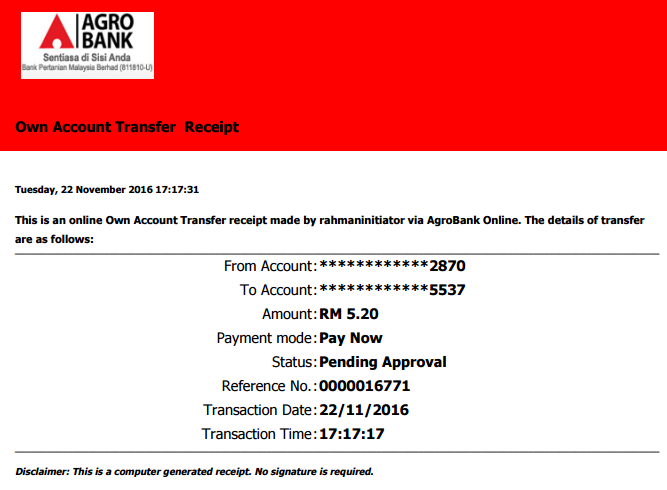 AGRO
BANK
Sentiasa di Sisi Anda
Bank Pertanian Malaysia Berhad (811810-U)
Own Account Transfer Receipt
Tuesday, 22 November 2016 17:17:31
This is an online Own Account Transfer receipt made by rahmaninitiator via AgroBank Online. The details of transfer
are as follows:
From Account: ************2870
To Account: ************5537
Amount: RM 5.20
Payment mode: Pay Now
Status: Pending Approval
Reference No.: 0000016771
Transaction Date: 22/11/2016
Transaction Time: 17:17:17
Disclaimer: This is a computer generated receipt. No signature is required.